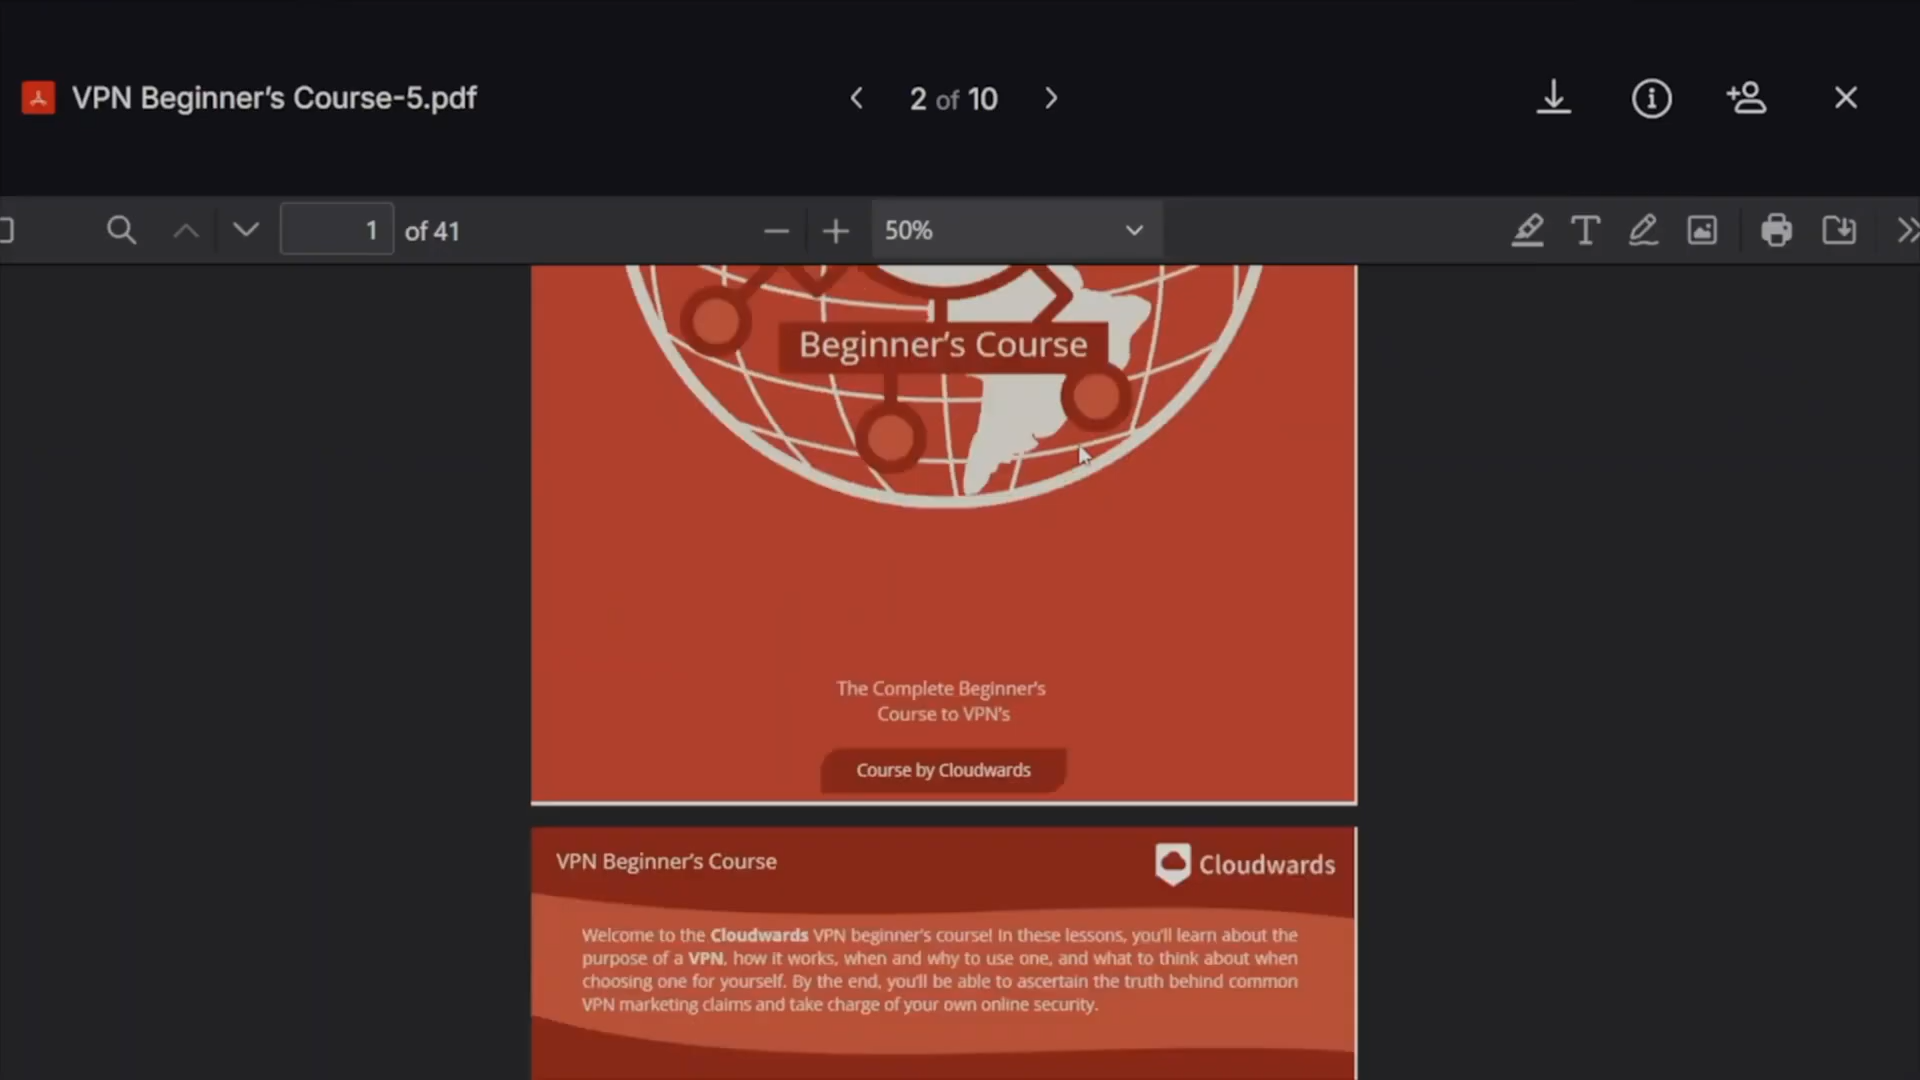 VPN Beginner's Course-5.pdf
2 of 10
1 of 41
50%
Beginner's Course
The Complete Beginner's
Course to VPN's
Course by Cloudwards
VPN Beginner's Course
Cloudwards
Welcome to the Cloudwards VPN beginner's course! In these lessons, you'll learn about the
purpose of a VPN, how it works, when and why to use one, and what to think about when
choosing one for yourself. By the end, you'll be able to ascertain the truth behind common
VPN marketing claims and take charge of your own online security.